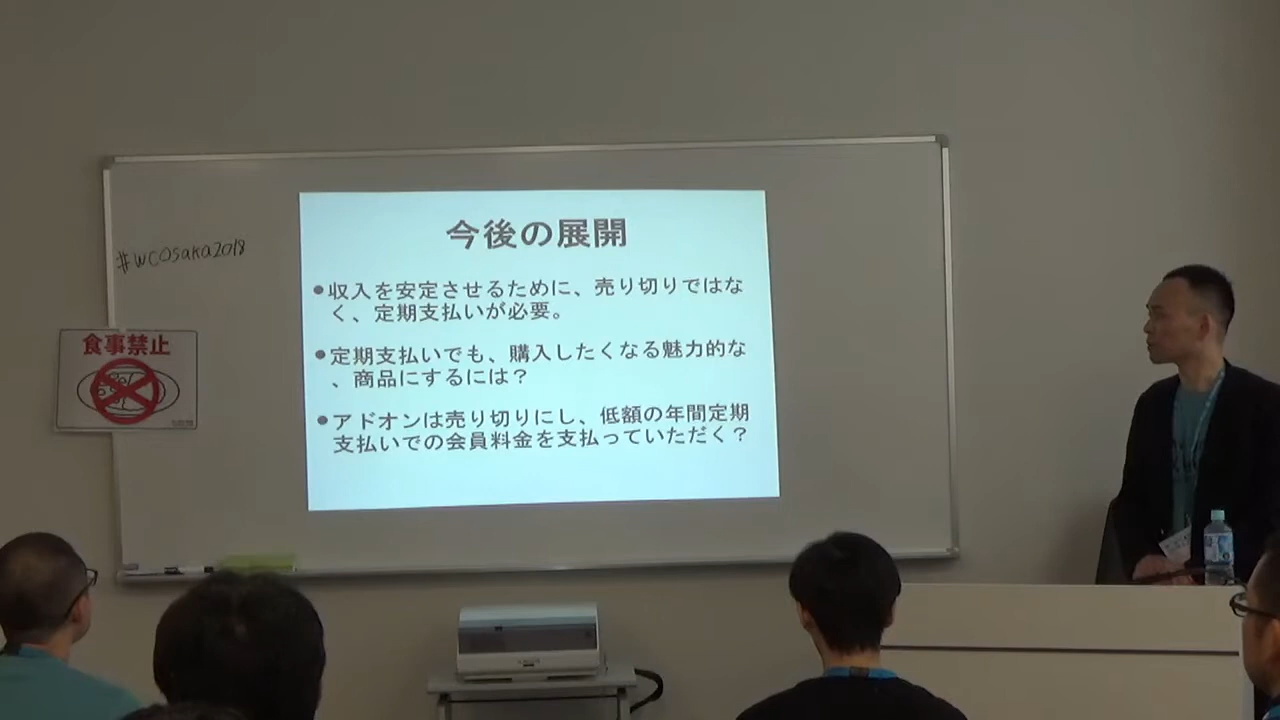 #WCOsaka2018
食事禁止
今後の展開
●収入を安定させるために、売り切りではな
く、定期支払いが必要。
●定期支払いでも、購入したくなる魅力的な
、商品にするには？
●アドオンは売り切りにし、低額の年間定期
支払いでの会員料金を支払っていただく？